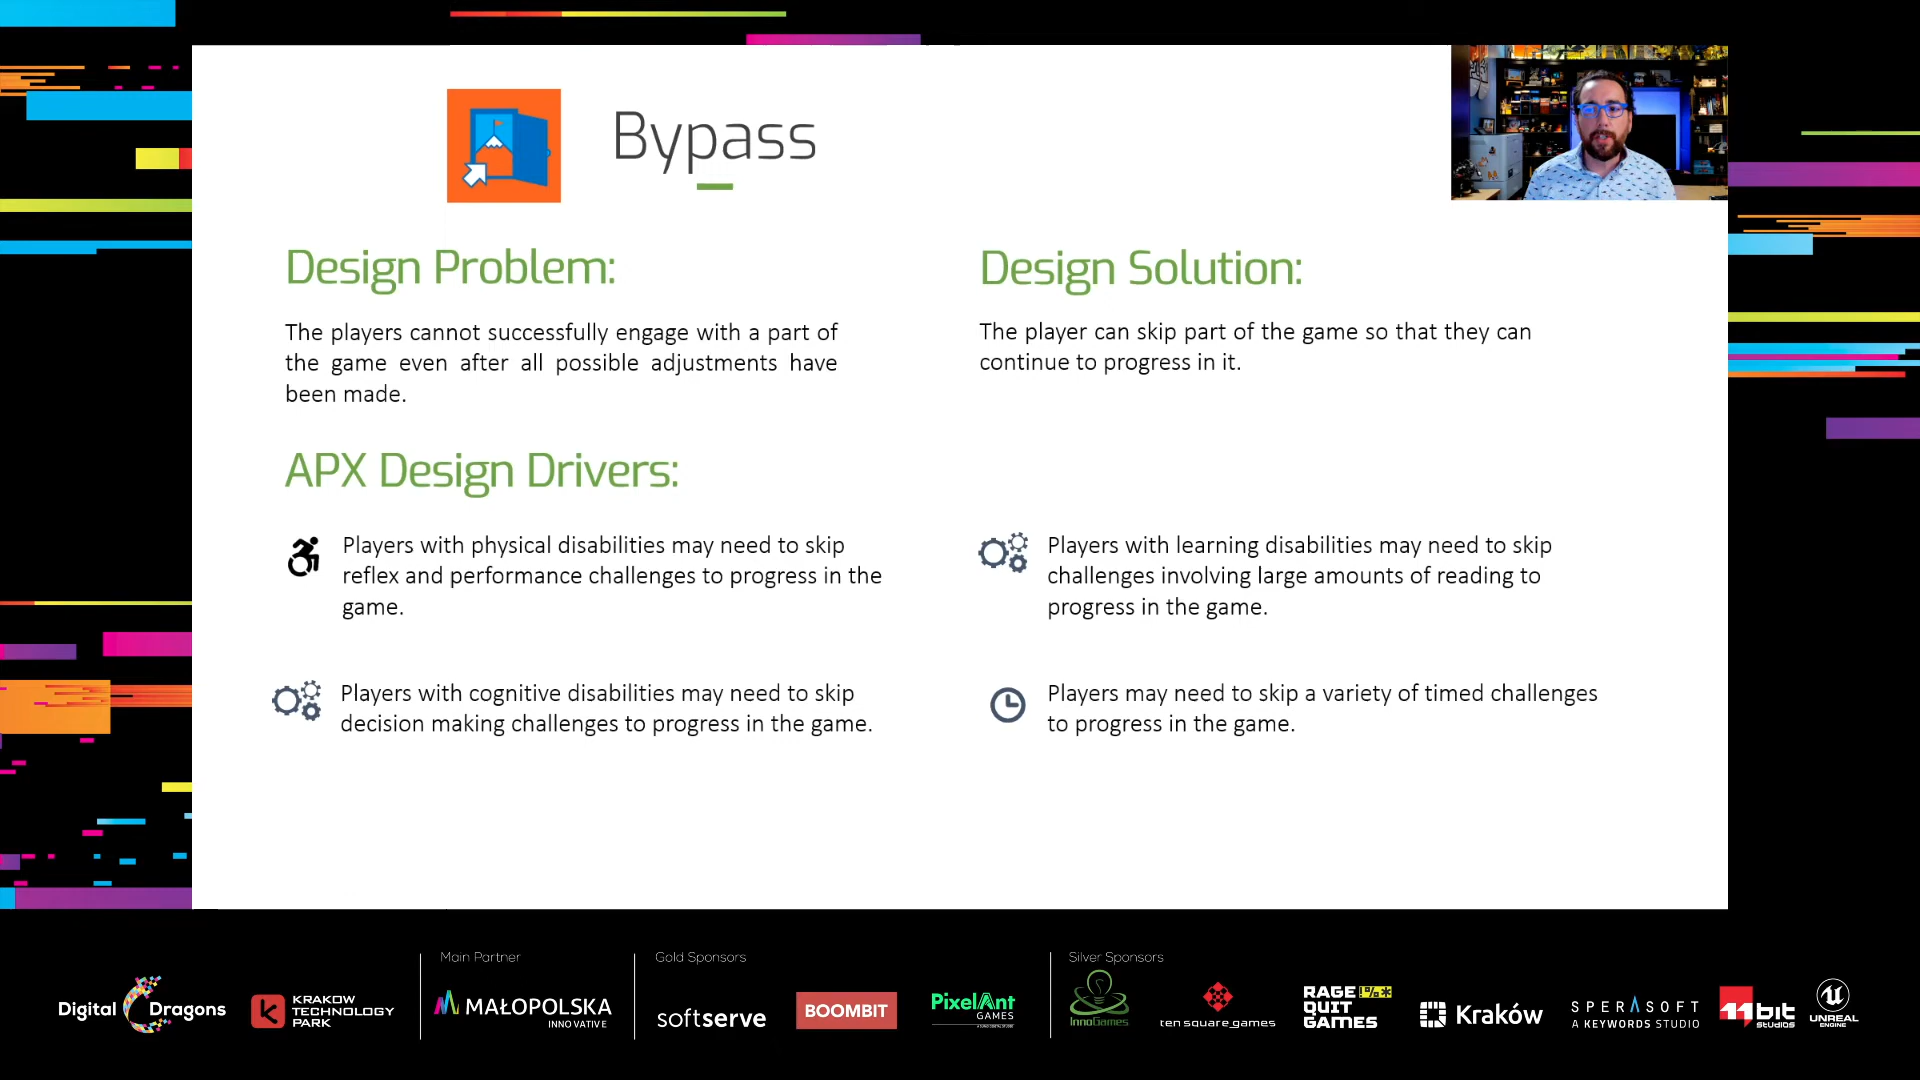 Bypass
Design Problem:
The players cannot successfully engage with a part of
the game even after all possible adjustments have
been made.
Design Solution:
The player can skip part of the game so that they can
continue to progress in it.
APX Design Drivers:
Players with physical disabilities may need to skip
reflex and performance challenges to progress in the
game.
Players with learning disabilities may need to skip
challenges involving large amounts of reading to
progress in the game.
Players with cognitive disabilities may need to skip
decision making challenges to progress in the game.
Players may need to skip a variety of timed challenges
to progress in the game.
Digital Dragons
KRAKOW
TECHNOLOGY
PARK
Main Partner
MAŁOPOLSKA
INNOVATIVE
Gold Sponsors
softserve
BOOMBIT
PixelAnt
GAMES
Silver Sponsors
InnoGames
ten square games
RAGE !%*
QUIT
GAMES
Kraków
SPERASOFT
A KEYWORDS STUDIO
11bit
studios
UNREAL
ENGINE